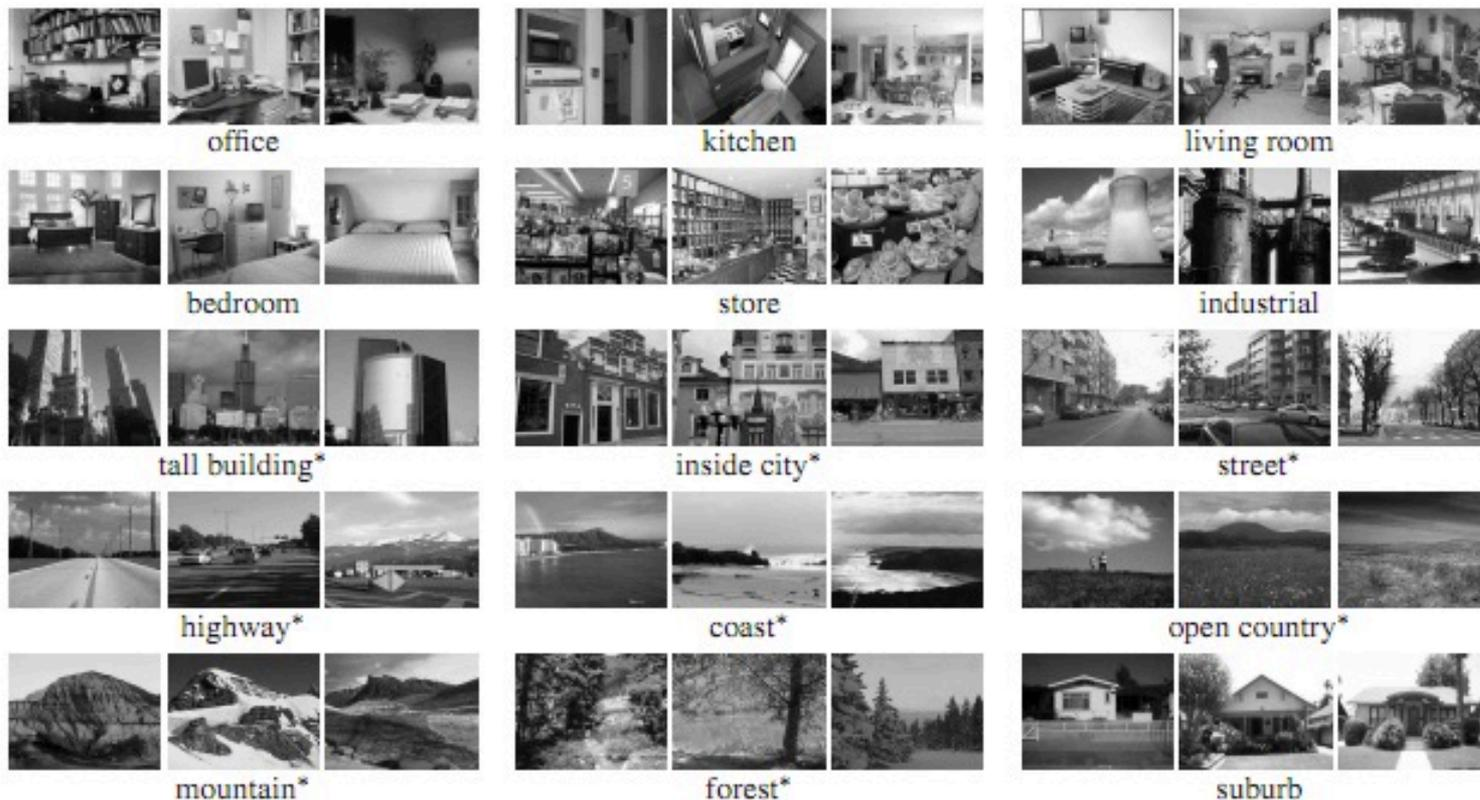 office
kitchen
living room
bedroom
store
industrial
tall building*
inside city*
street*
highway*
coast*
open country*
mountain*
forest*
suburb